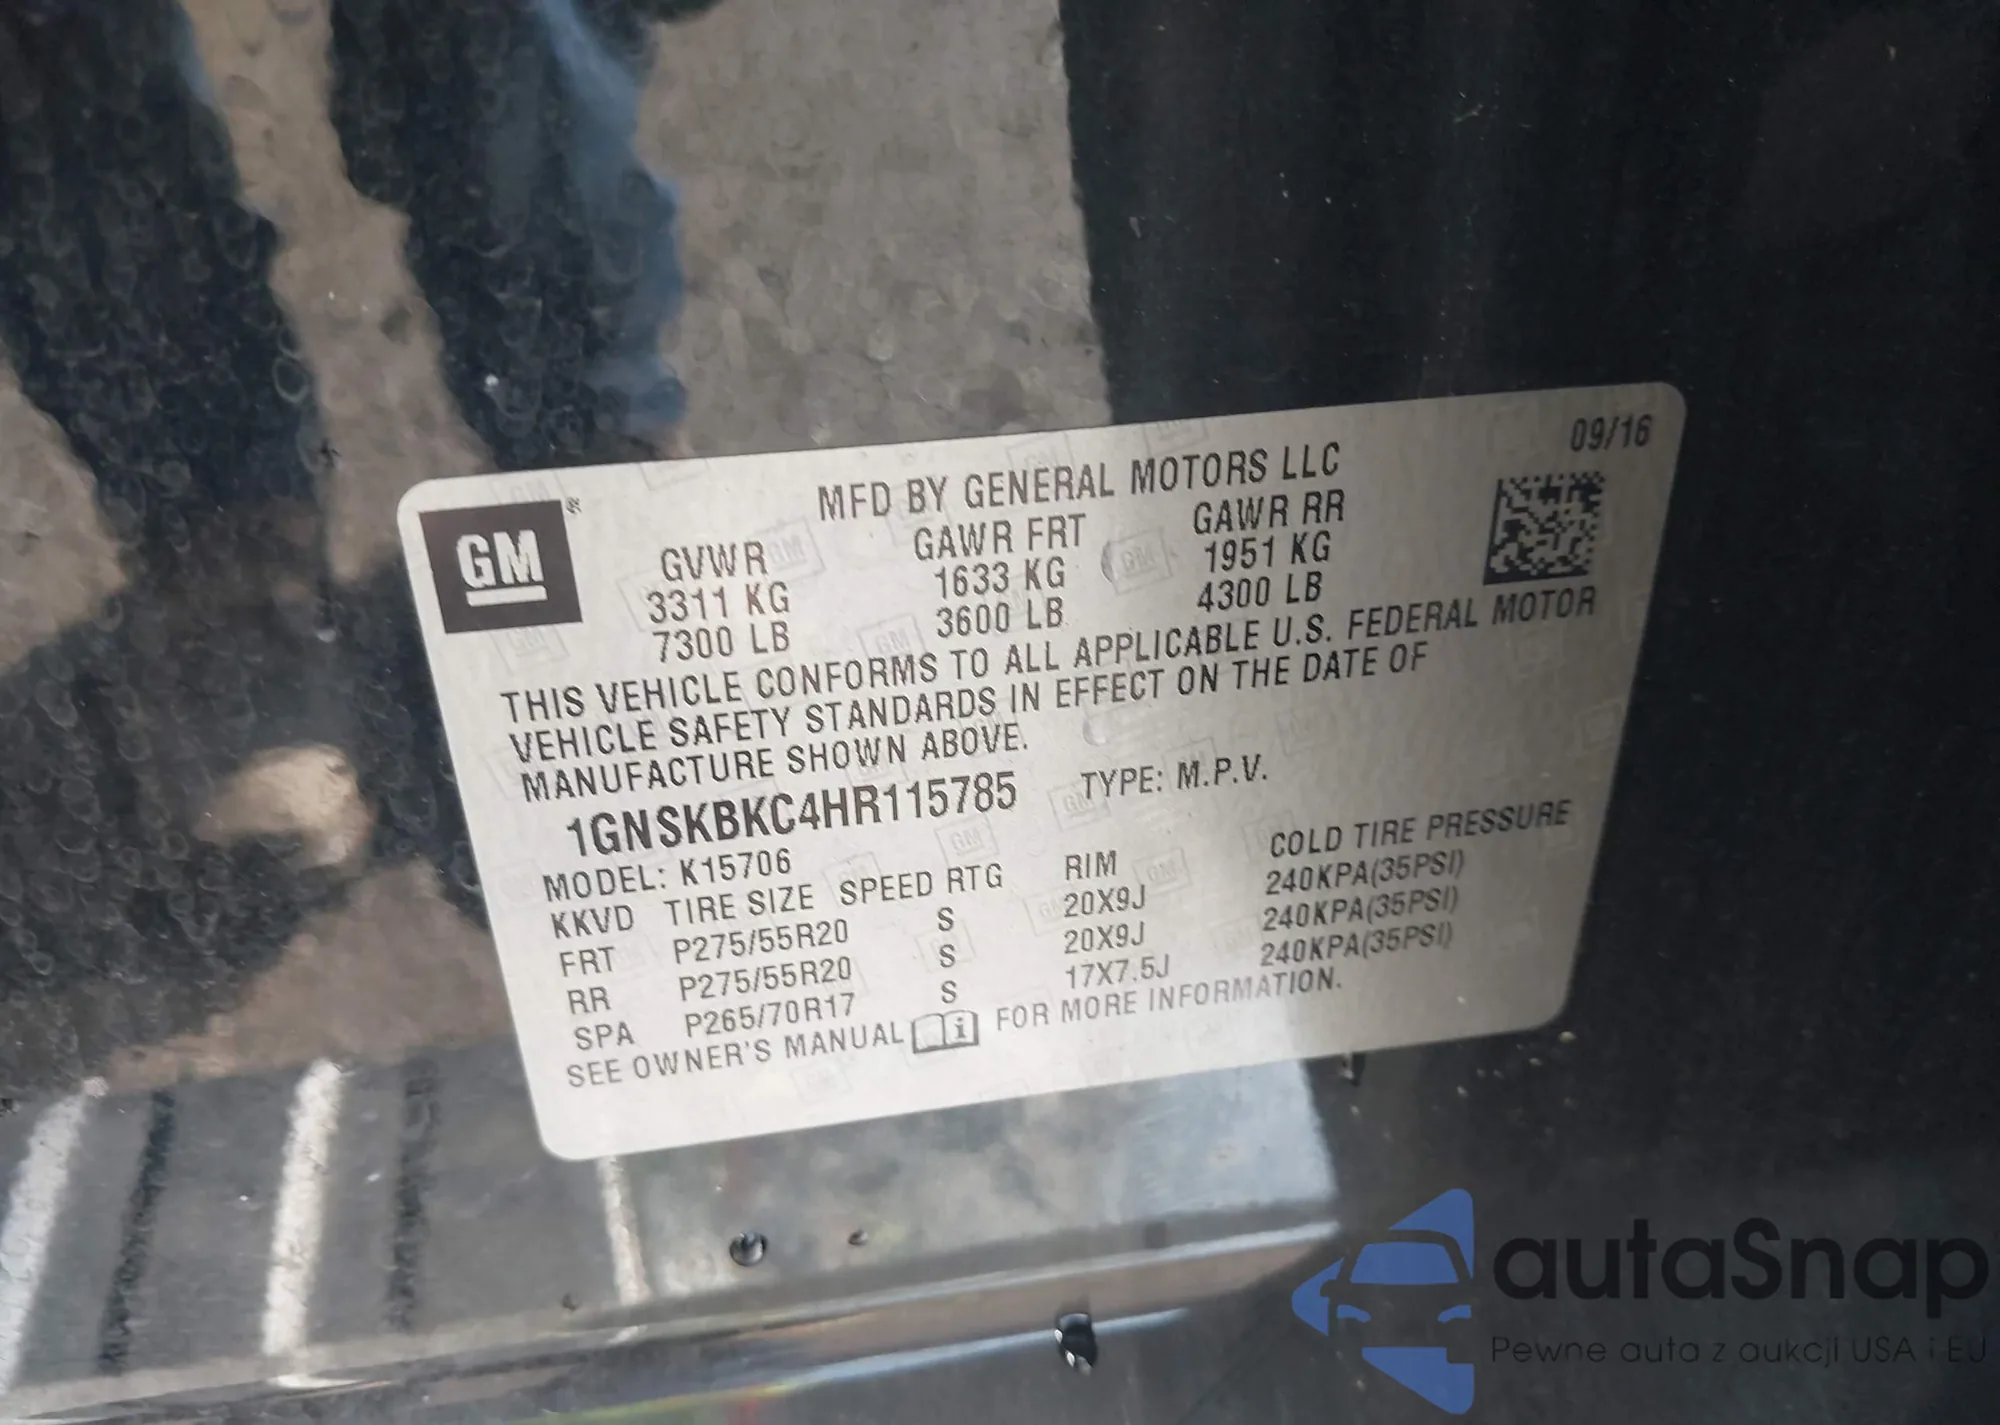 09/16
GM
MFD BY GENERAL MOTORS LLC
GVWR GAWR FRT GAWR RR
3311 KG 1633 KG 1951 KG
7300 LB 3600 LB 4300 LB
THIS VEHICLE CONFORMS TO ALL APPLICABLE U.S. FEDERAL MOTOR
VEHICLE SAFETY STANDARDS IN EFFECT ON THE DATE OF
MANUFACTURE SHOWN ABOVE.
1GNSKBKC4HR115785 TYPE: M.P.V.
MODEL: K15706
KKVD TIRE SIZE SPEED RTG RIM COLD TIRE PRESSURE
FRT P275/55R20 S 20X9J 240KPA(35PSI)
RR P275/55R20 S 20X9J 240KPA(35PSI)
SPA P265/70R17 S 17X7.5J 240KPA(35PSI)
SEE OWNER'S MANUAL FOR MORE INFORMATION.
autaSnap
Pewne auta z aukcji USA i EU